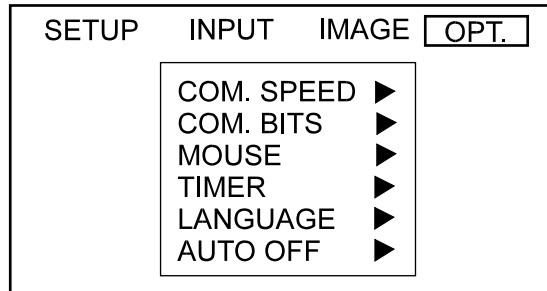 SETUP INPUT IMAGE OPT.
COM. SPEED ▶
COM. BITS ▶
MOUSE ▶
TIMER ▶
LANGUAGE ▶
AUTO OFF ▶